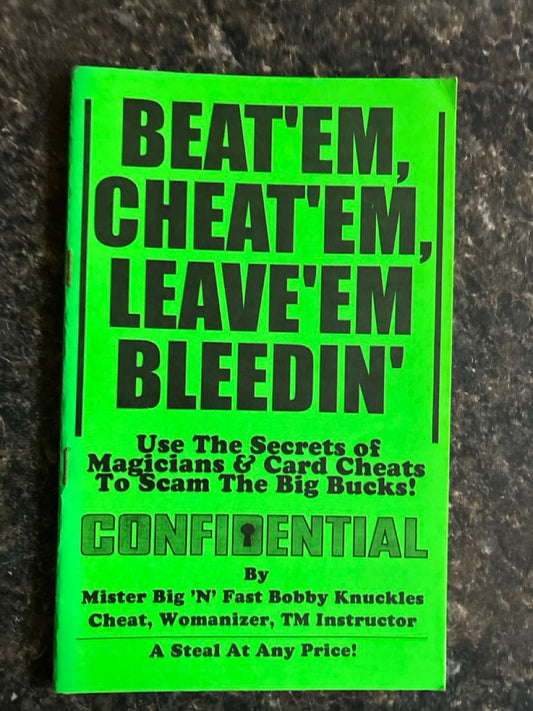 BEAT'EM,
CHEAT'EM,
LEAVE'EM
BLEEDIN'
Use The Secrets of
Magicians & Card Cheats
To Scam The Big Bucks!
CONFIDENTIAL
By
Mister Big 'N' Fast Bobby Knuckles
Cheat, Womanizer, TM Instructor
A Steal At Any Price!